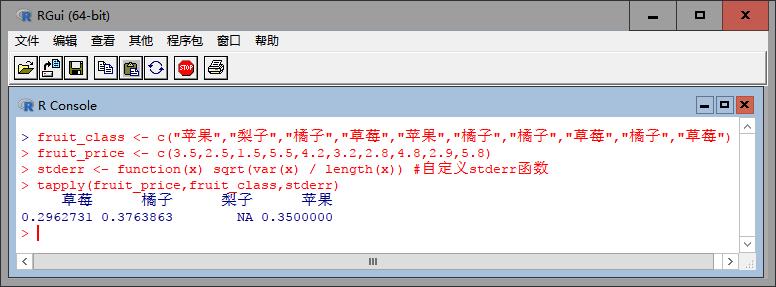 RGui (64-bit)
文件 编辑 查看 其他 程序包 窗口 帮助
STOP
R Console
> fruit_class <- c("苹果","梨子","橘子","草莓","苹果","橘子","橘子","草莓","橘子","草莓")
> fruit_price <- c(3.5,2.5,1.5,5.5,4.2,3.2,2.8,4.8,2.9,5.8)
> stderr <- function(x) sqrt(var(x) / length(x)) #自定义stderr函数
> tapply(fruit_price,fruit_class,stderr)
草莓 橘子 梨子 苹果
0.2962731 0.3763863 NA 0.3500000
>